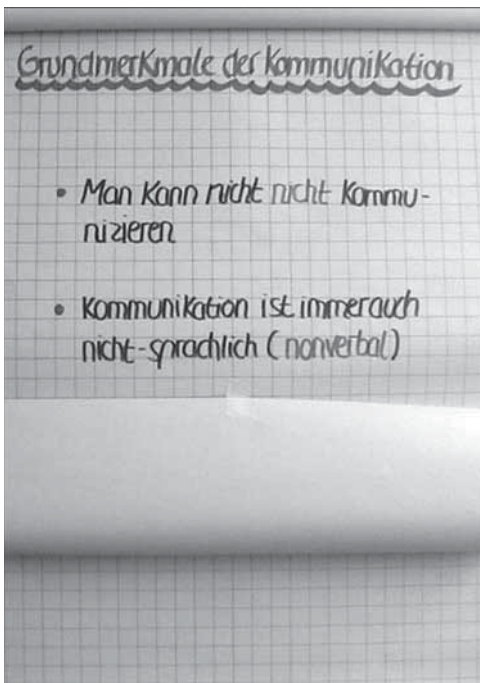 Grundmerkmale der Kommunikation
• Man kann nicht nicht Kommu-
nizieren
• Kommunikation ist immer auch
nicht-sprachlich (nonverbal)